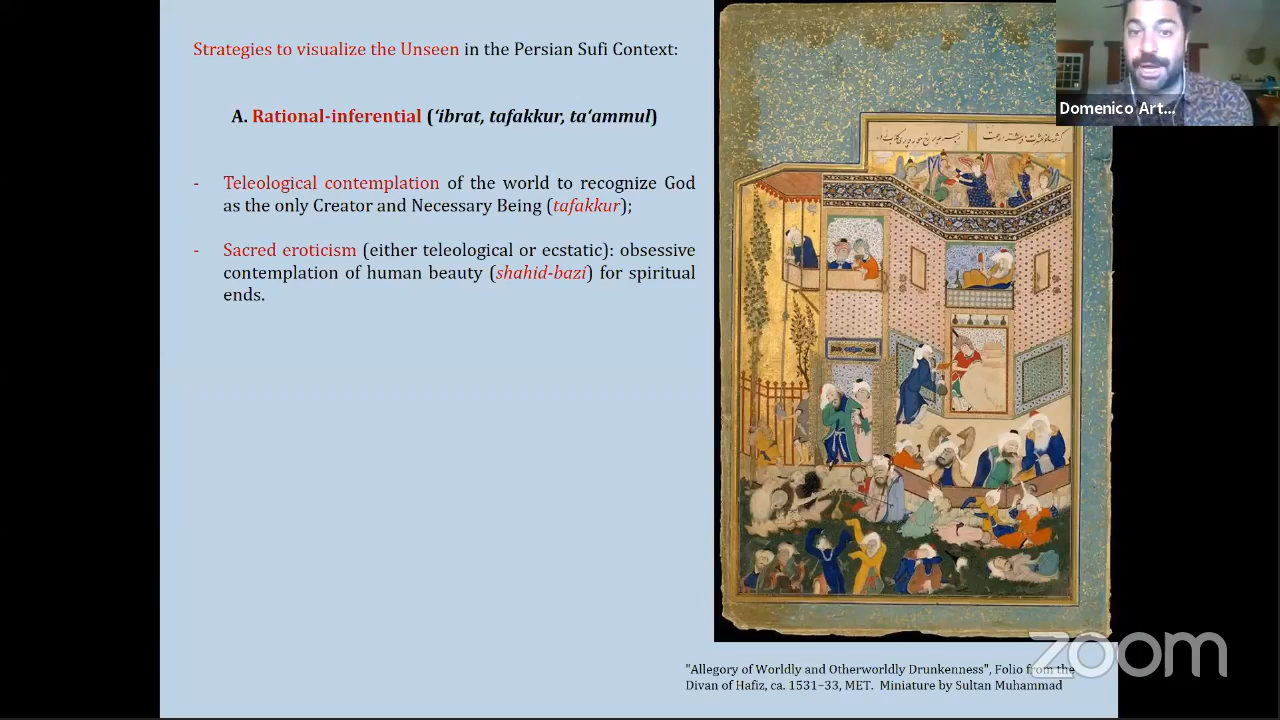 Strategies to visualize the Unseen in the Persian Sufi Context:
A. Rational-inferential (‘ibrat, tafakkur, ta‘ammul)
- Teleological contemplation of the world to recognize God
as the only Creator and Necessary Being (tafakkur);
- Sacred eroticism (either teleological or ecstatic): obsessive
contemplation of human beauty (shahid-bazi) for spiritual
ends.
Domenico Art...
"Allegory of Worldly and Otherworldly Drunkenness", Folio from the
Divan of Hafiz, ca. 1531–33, MET. Miniature by Sultan Muhammad
zoom